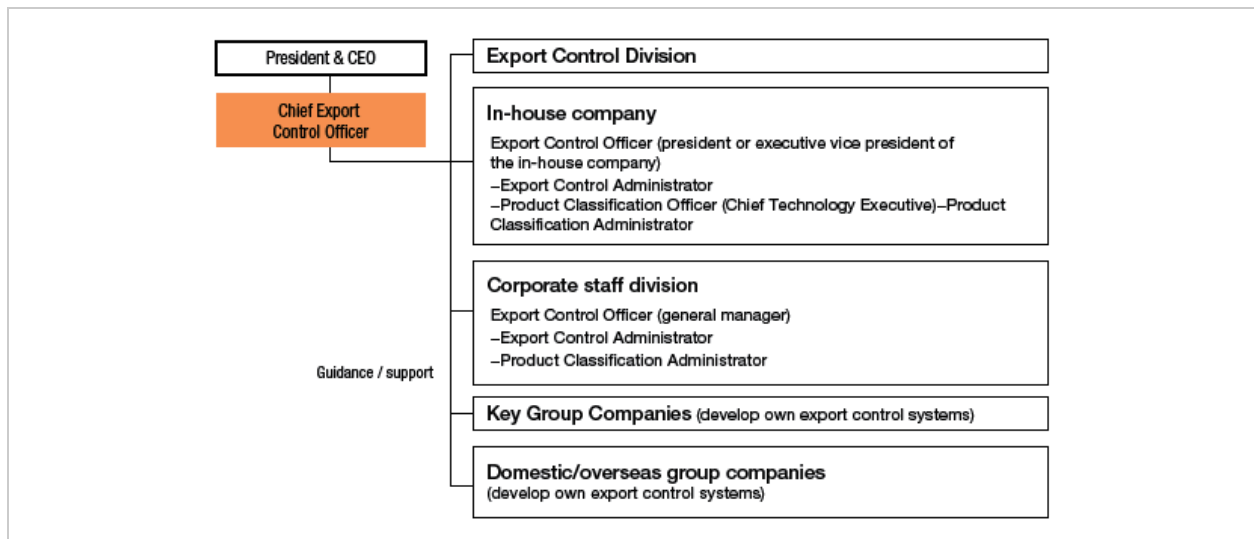 President & CEO
Chief Export
Control Officer
Export Control Division
In-house company
Export Control Officer (president or executive vice president of
the in-house company)
–Export Control Administrator
–Product Classification Officer (Chief Technology Executive)–Product
Classification Administrator
Corporate staff division
Export Control Officer (general manager)
–Export Control Administrator
–Product Classification Administrator
Guidance / support
Key Group Companies (develop own export control systems)
Domestic/overseas group companies
(develop own export control systems)